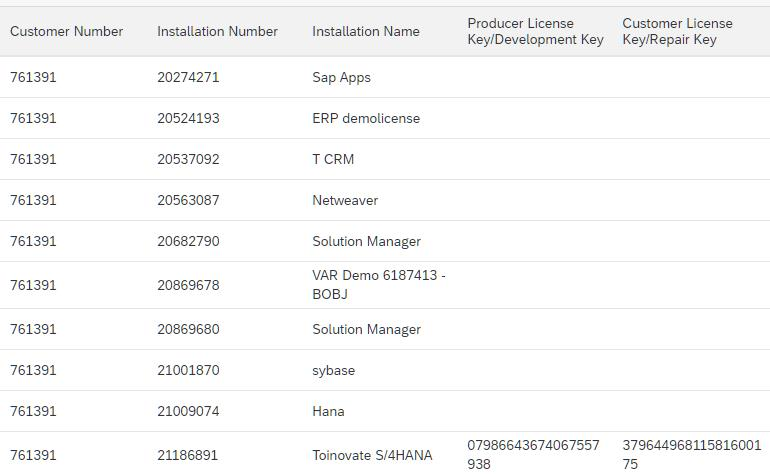 Customer Number Installation Number Installation Name Producer License Key/Development Key Customer License Key/Repair Key
761391 20274271 Sap Apps
761391 20524193 ERP demolicense
761391 20537092 T CRM
761391 20563087 Netweaver
761391 20682790 Solution Manager
761391 20869678 VAR Demo 6187413 - BOBJ
761391 20869680 Solution Manager
761391 21001870 sybase
761391 21009074 Hana
761391 21186891 Toinovate S/4HANA 07986643674067557938 37964496811581600175